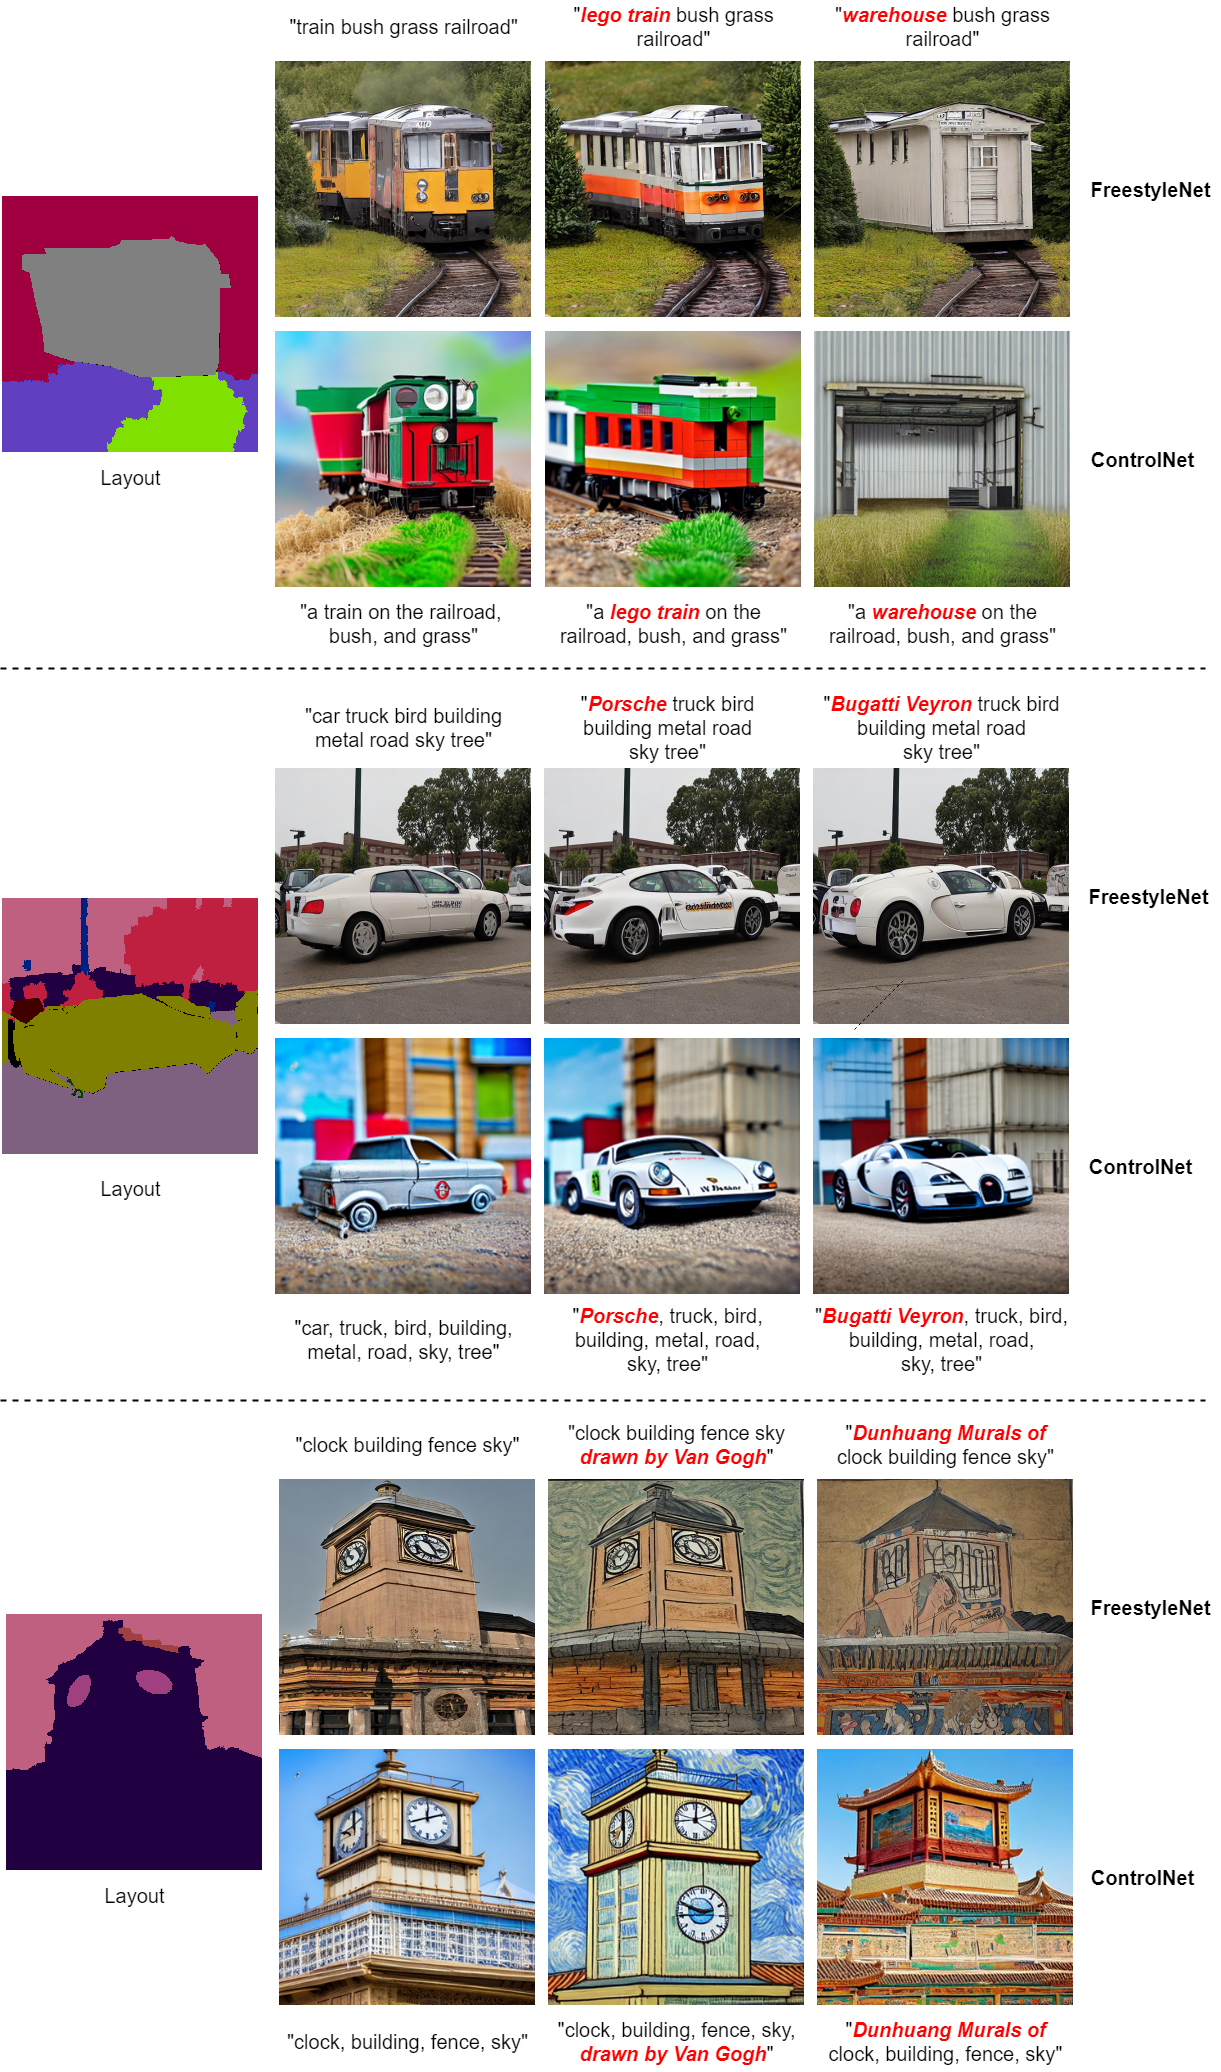 "train bush grass railroad"
"lego train bush grass
railroad"
"warehouse bush grass
railroad"
FreestyleNet
Layout
ControlNet
"a train on the railroad,
bush, and grass"
"a lego train on the
railroad, bush, and grass"
"a warehouse on the
railroad, bush, and grass"
"car truck bird building
metal road sky tree"
"Porsche truck bird
building metal road
sky tree"
"Bugatti Veyron truck bird
building metal road
sky tree"
FreestyleNet
Layout
ControlNet
"car, truck, bird, building,
metal, road, sky, tree"
"Porsche, truck, bird,
building, metal, road,
sky, tree"
"Bugatti Veyron, truck, bird,
building, metal, road,
sky, tree"
"clock building fence sky"
"clock building fence sky
drawn by Van Gogh"
"Dunhuang Murals of
clock building fence sky"
FreestyleNet
Layout
ControlNet
"clock, building, fence, sky"
"clock, building, fence, sky,
drawn by Van Gogh"
"Dunhuang Murals of
clock, building, fence, sky"